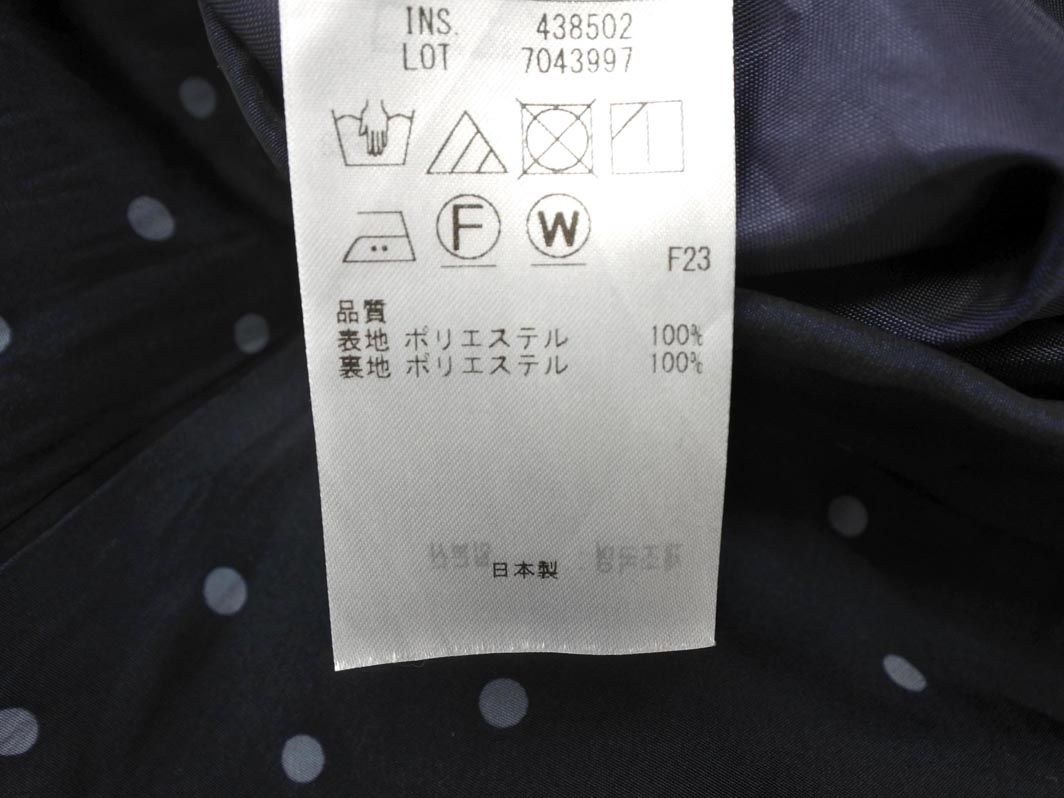 INS. 438502
LOT 7043997
F W
F23
品質
表地 ポリエステル 100%
裏地 ポリエステル 100%
日本製